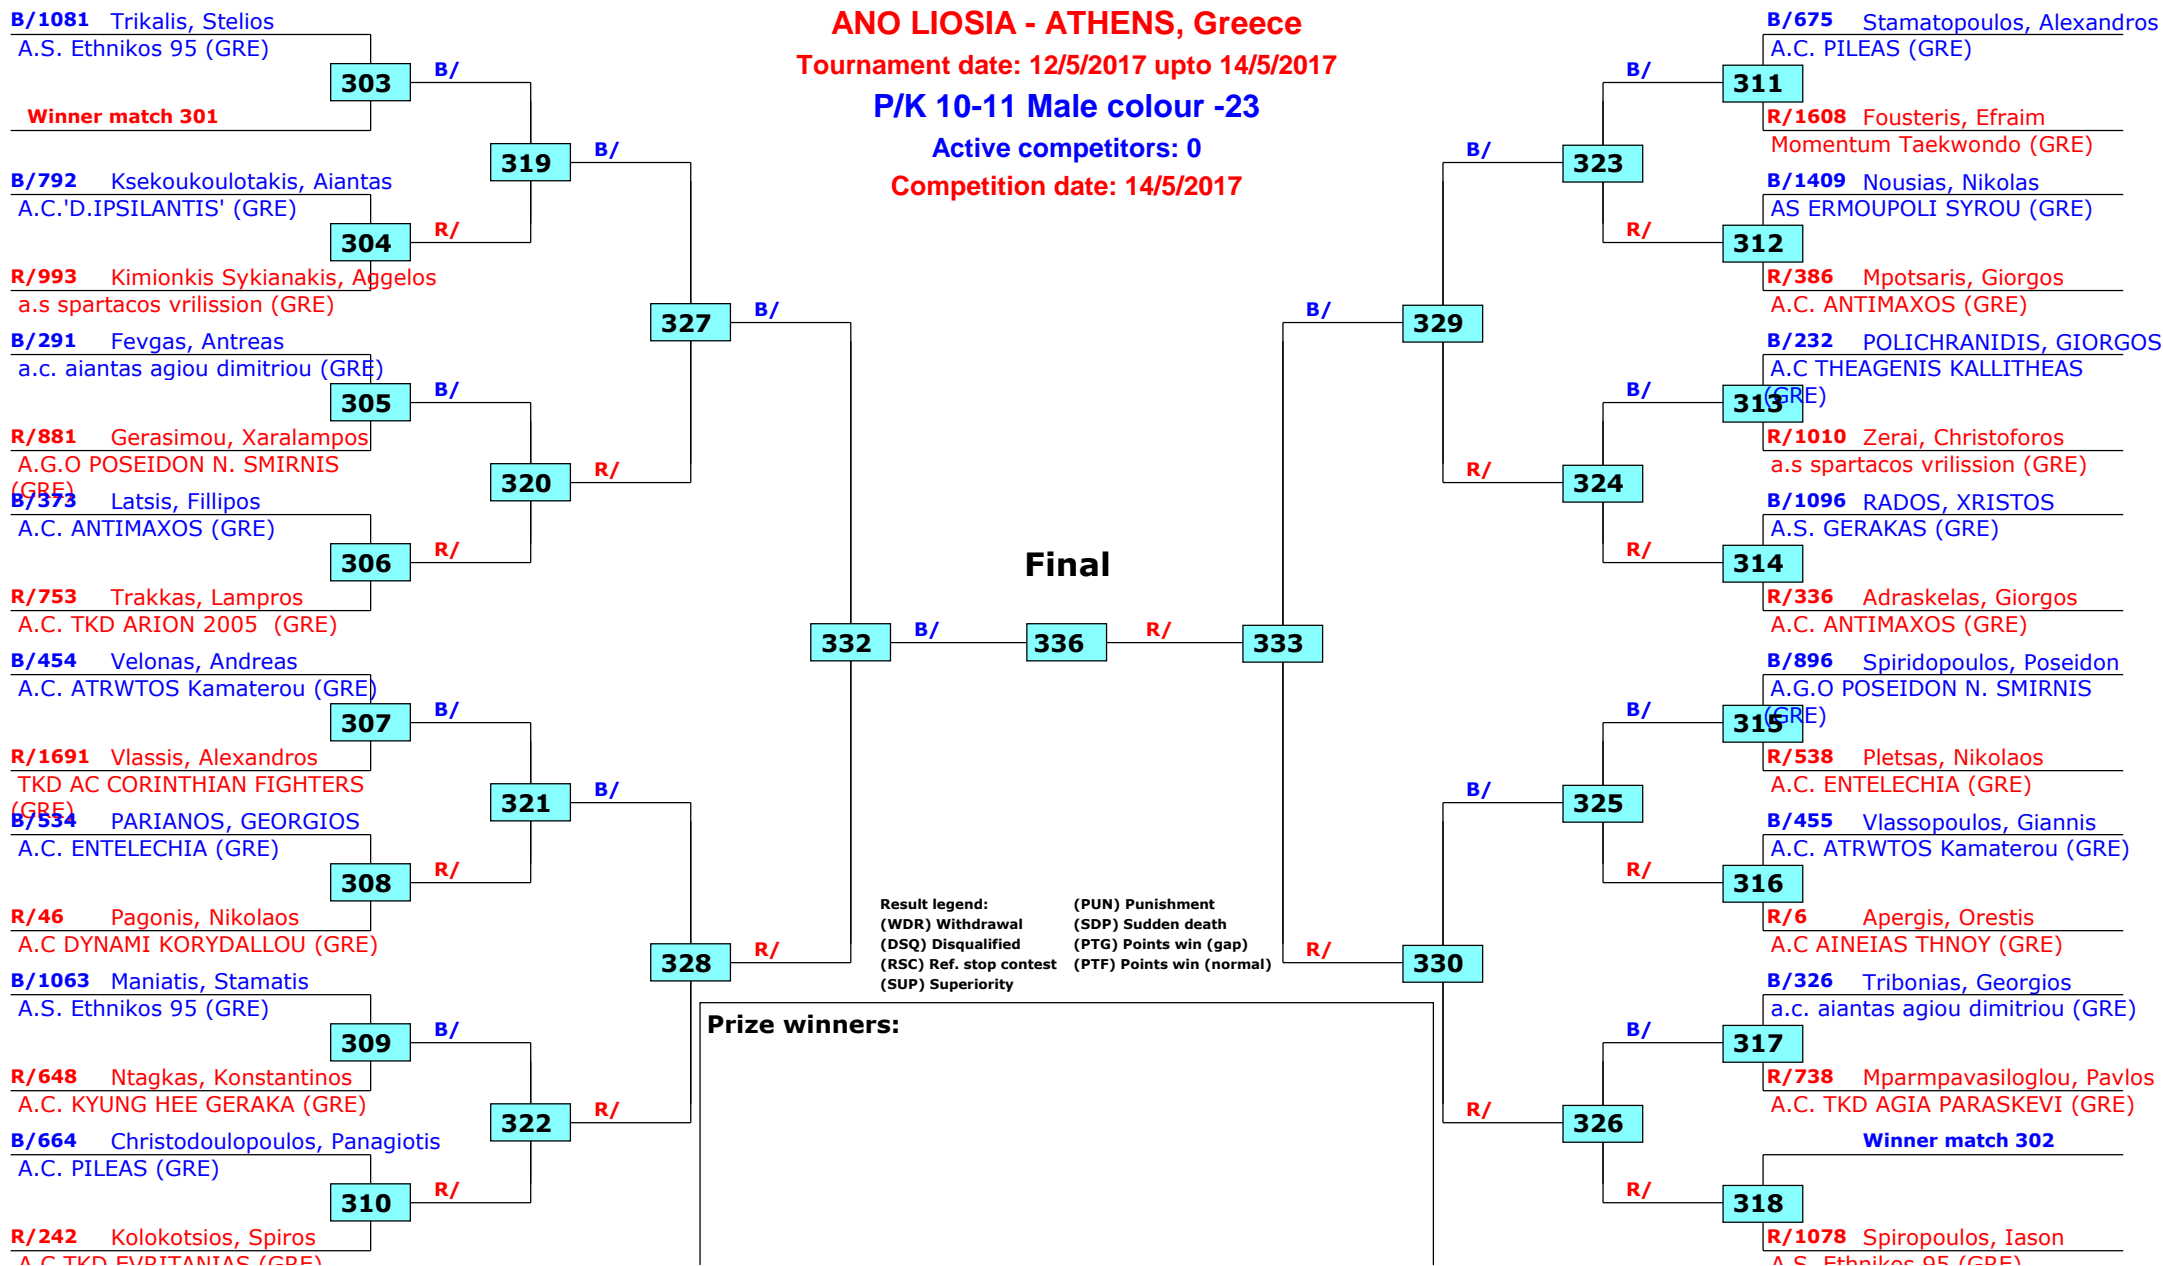 ANO LIOSIA - ATHENS, Greece
Tournament date: 12/5/2017 upto 14/5/2017
P/K 10-11 Male colour -23
Active competitors: 0
Competition date: 14/5/2017
B/1081 Trikalis, Stelios
A.S. Ethnikos 95 (GRE)
303 B/
Winner match 301
319 B/
B/792 Ksekoukoulotakis, Aiantas
A.C.'D.IPSILANTIS' (GRE)
304 R/
R/993 Kimionkis Sykianakis, Aggelos
a.s spartacos vrilission (GRE)
327 B/
B/291 Fevgas, Antreas
a.c. aiantas agiou dimitriou (GRE)
305 B/
R/881 Gerasimou, Xaralampos
A.G.O POSEIDON N. SMIRNIS
(GRE)
320 R/
B/373 Latsis, Fillipos
A.C. ANTIMAXOS (GRE)
306 R/
R/753 Trakkas, Lampros
A.C. TKD ARION 2005 (GRE)
B/454 Velonas, Andreas
A.C. ATRWTOS Kamaterou (GRE)
307 B/
R/1691 Vlassis, Alexandros
TKD AC CORINTHIAN FIGHTERS
(GRE)
321 B/
B/534 PARIANOS, GEORGIOS
A.C. ENTELECHIA (GRE)
308 R/
R/46 Pagonis, Nikolaos
A.C DYNAMI KORYDALLOU (GRE)
328 R/
B/1063 Maniatis, Stamatis
A.S. Ethnikos 95 (GRE)
309 B/
R/648 Ntagkas, Konstantinos
A.C. KYUNG HEE GERAKA (GRE)
322 R/
B/664 Christodoulopoulos, Panagiotis
A.C. PILEAS (GRE)
310 R/
R/242 Kolokotsios, Spiros
A.C TKD EVRITANIAS (GRE)
Final
332 B/ 336 R/ 333
Result legend:
(WDR) Withdrawal
(DSQ) Disqualified
(RSC) Ref. stop contest
(SUP) Superiority
(PUN) Punishment
(SDP) Sudden death
(PTG) Points win (gap)
(PTF) Points win (normal)
Prize winners:
B/675 Stamatopoulos, Alexandros
A.C. PILEAS (GRE)
B/ 311
R/1608 Fousteris, Efraim
Momentum Taekwondo (GRE)
B/ 323
B/1409 Nousias, Nikolas
AS ERMOUPOLI SYROU (GRE)
R/ 312
R/386 Mpotsaris, Giorgos
A.C. ANTIMAXOS (GRE)
B/ 329
B/232 POLICHRANIDIS, GIORGOS
A.C THEAGENIS KALLITHEAS
(GRE)
B/ 313
R/1010 Zerai, Christoforos
a.s spartacos vrilission (GRE)
R/ 324
B/1096 RADOS, XRISTOS
A.S. GERAKAS (GRE)
R/ 314
R/336 Adraskelas, Giorgos
A.C. ANTIMAXOS (GRE)
B/896 Spiridopoulos, Poseidon
A.G.O POSEIDON N. SMIRNIS
(GRE)
B/ 315
R/538 Pletsas, Nikolaos
A.C. ENTELECHIA (GRE)
B/ 325
B/455 Vlassopoulos, Giannis
A.C. ATRWTOS Kamaterou (GRE)
R/ 316
R/6 Apergis, Orestis
A.C AINEIAS THNOY (GRE)
R/ 330
B/326 Tribonias, Georgios
a.c. aiantas agiou dimitriou (GRE)
B/ 317
R/738 Mparmpavasiloglou, Pavlos
A.C. TKD AGIA PARASKEVI (GRE)
R/ 326
Winner match 302
R/ 318
R/1078 Spiropoulos, Iason
A.S. Ethnikos 95 (GRE)